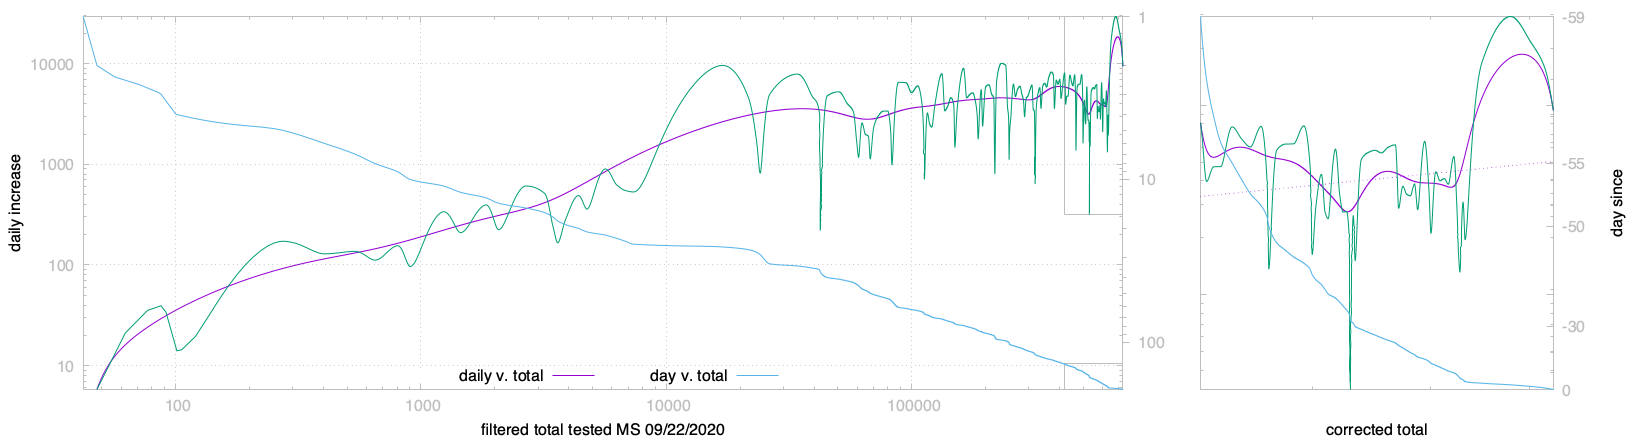 daily increase
10000
1000
100
10
1
10
100
daily v. total
day v. total
100
1000
10000
100000
filtered total tested MS 09/22/2020
-59
-55
-50
-30
0
day since
corrected total